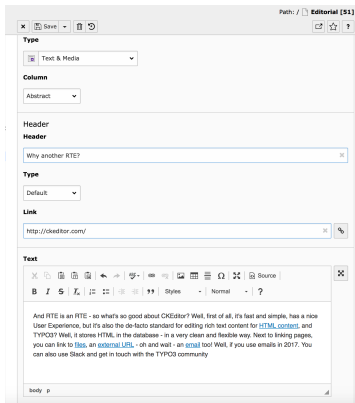 Path: / Editorial [51]
Save
?
Type
Text & Media
Column
Abstract
Header
Header
Why another RTE?
Type
Default
Link
http://ckeditor.com/
Text
Source
B I S Tx Styles Normal ?
And RTE is an RTE - so what's so good about CKEditor? Well, first of all, it's fast and simple, has a nice
User Experience, but it's also the de-facto standard for editing rich text content for HTML content, and
TYPO3? Well, it stores HTML in the database - in a very clean and flexible way. Next to linking pages,
you can link to files, an external URL - oh and wait - an email too! Well, if you use emails in 2017. You
can also use Slack and get in touch with the TYPO3 community
body p